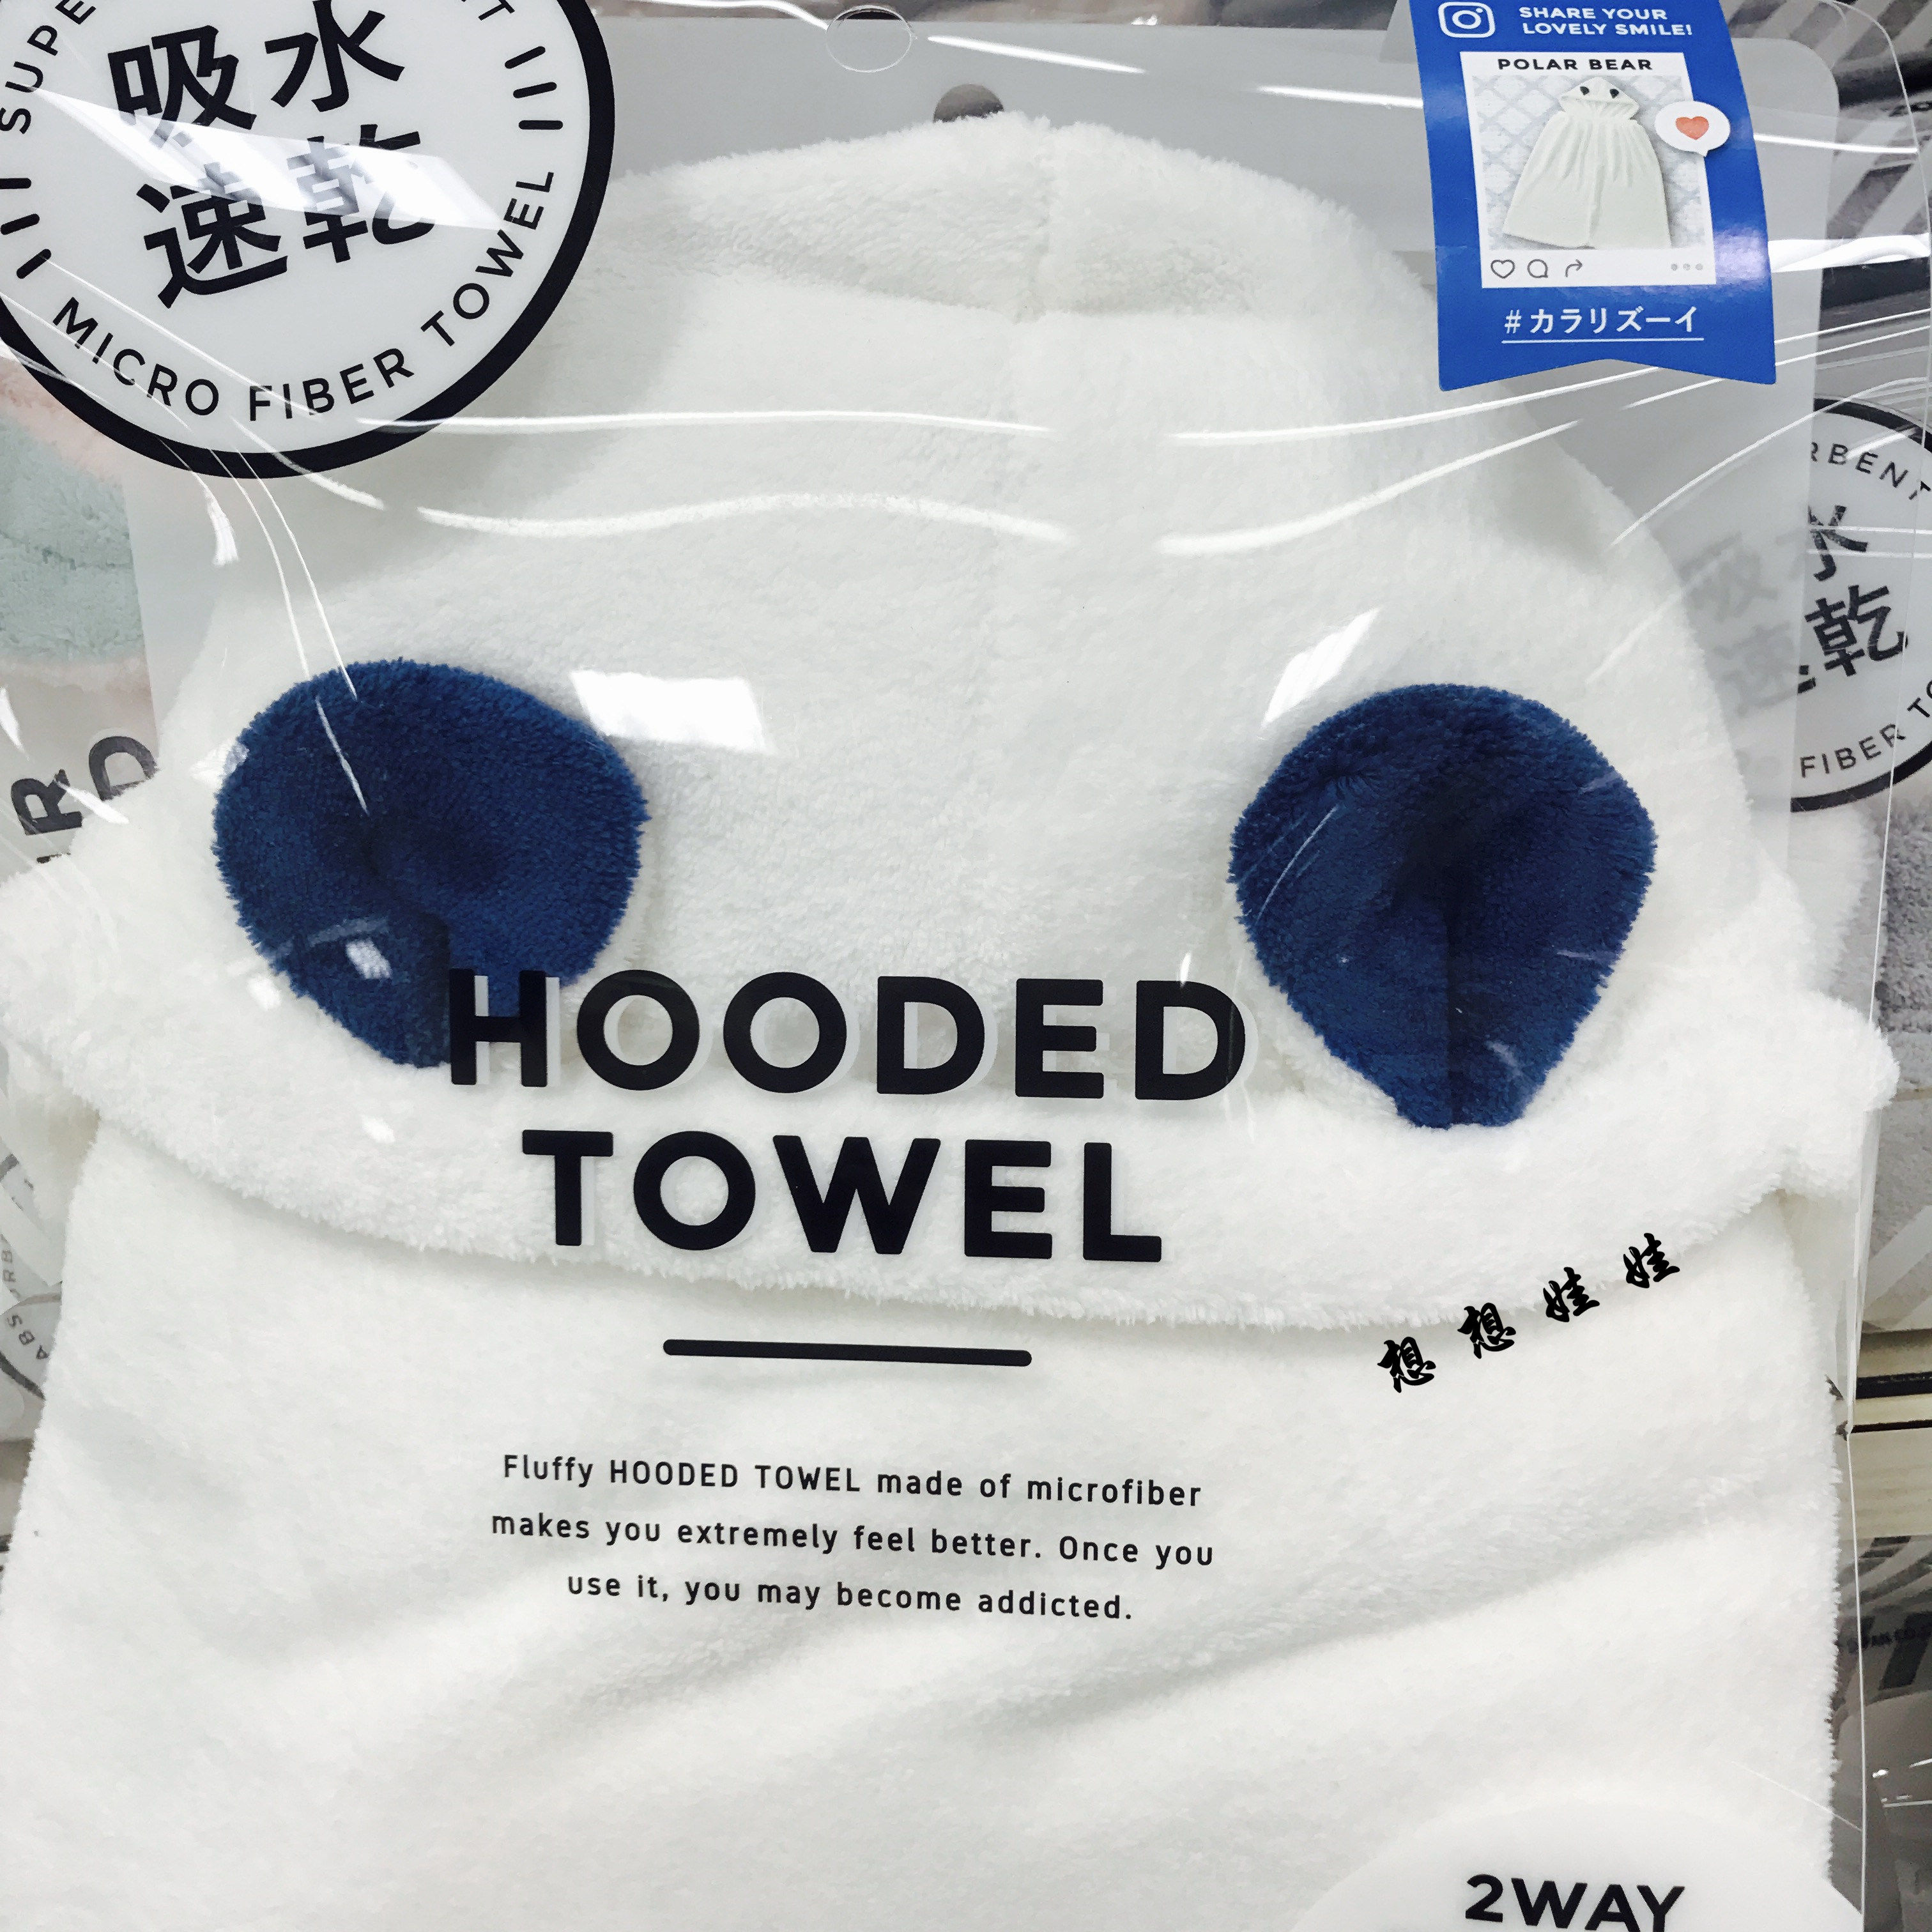 吸水
速乾
MICRO FIBER TOWEL
SHARE YOUR
LOVELY SMILE!
POLAR BEAR
#カラリズーイ
水
乾
FIBER
HOODED
TOWEL
想想娃娃
Fluffy HOODED TOWEL made of microfiber
makes you extremely feel better. Once you
use it, you may become addicted.
2WAY